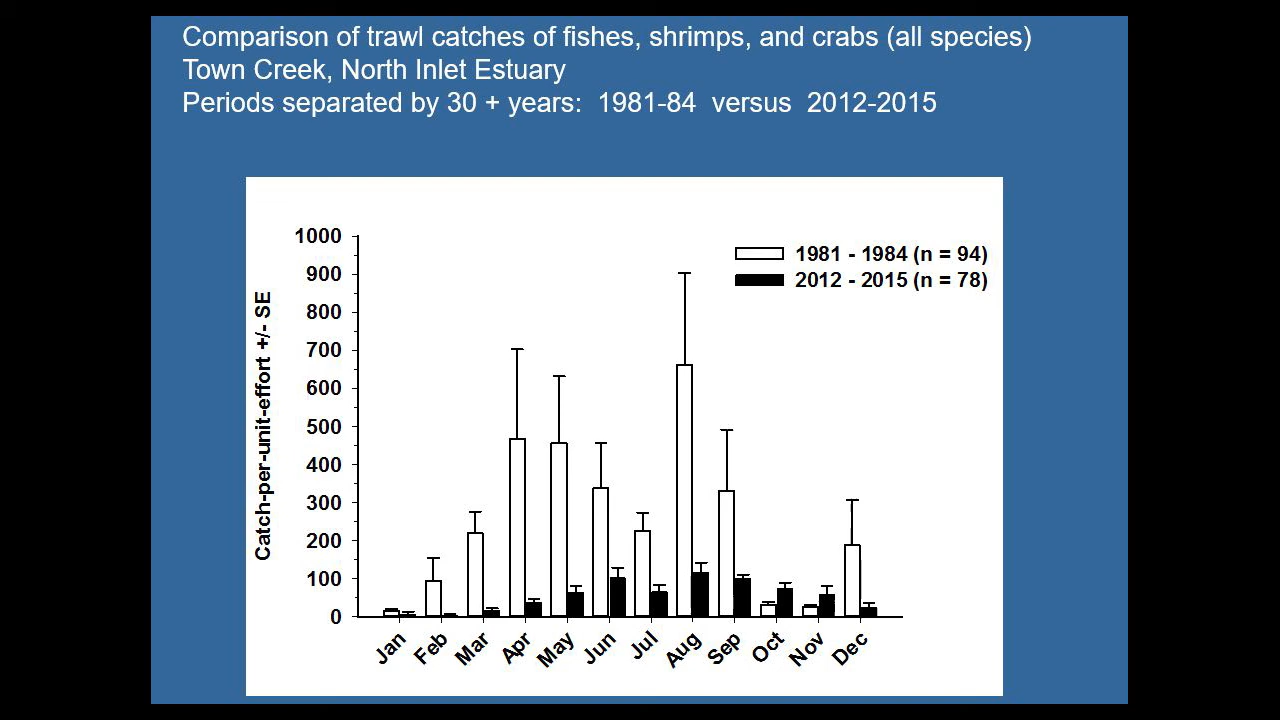 Comparison of trawl catches of fishes, shrimps, and crabs (all species)
Town Creek, North Inlet Estuary
Periods separated by 30 + years:  1981-84  versus  2012-2015
1981 - 1984 (n = 94)
2012 - 2015 (n = 78)
Catch-per-unit-effort +/- SE
1000
900
800
700
600
500
400
300
200
100
0
Jan
Feb
Mar
Apr
May
Jun
Jul
Aug
Sep
Oct
Nov
Dec